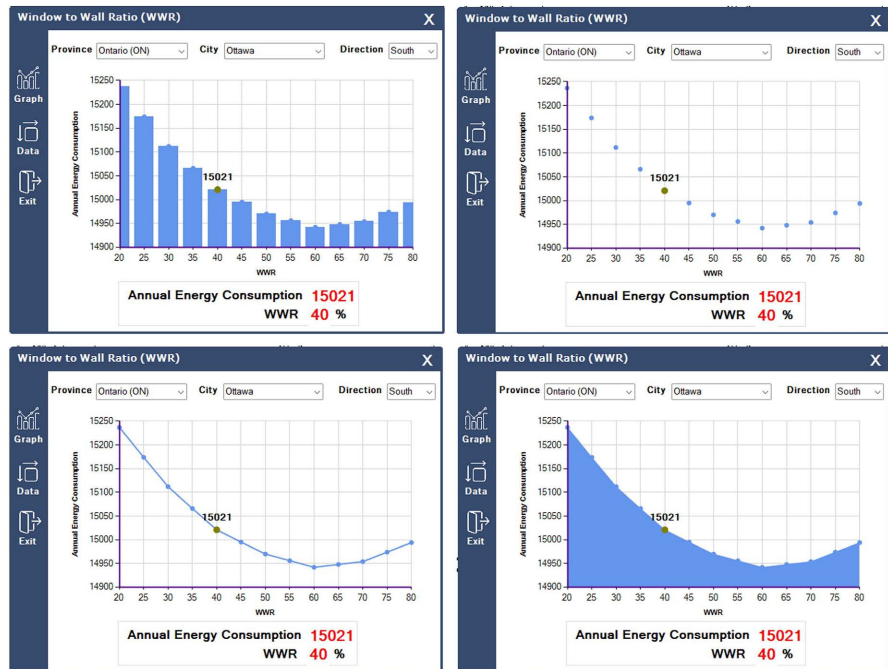 Window to Wall Ratio (WWR) X
Province Ontario (ON) City Ottawa Direction South
Graph
Data
Exit
Annual Energy Consumption
15250
15200
15150
15100
15050
15000
14950
14900
15021
20 25 30 35 40 45 50 55 60 65 70 75 80
WWR
Annual Energy Consumption 15021
WWR 40 %
Window to Wall Ratio (WWR) X
Province Ontario (ON) City Ottawa Direction South
Graph
Data
Exit
Annual Energy Consumption
15250
15200
15150
15100
15050
15000
14950
14900
15021
20 25 30 35 40 45 50 55 60 65 70 75 80
WWR
Annual Energy Consumption 15021
WWR 40 %
Window to Wall Ratio (WWR) X
Province Ontario (ON) City Ottawa Direction South
Graph
Data
Exit
Annual Energy Consumption
15250
15200
15150
15100
15050
15000
14950
14900
15021
20 25 30 35 40 45 50 55 60 65 70 75 80
WWR
Annual Energy Consumption 15021
WWR 40 %
Window to Wall Ratio (WWR) X
Province Ontario (ON) City Ottawa Direction South
Graph
Data
Exit
Annual Energy Consumption
15250
15200
15150
15100
15050
15000
14950
14900
15021
20 25 30 35 40 45 50 55 60 65 70 75 80
WWR
Annual Energy Consumption 15021
WWR 40 %